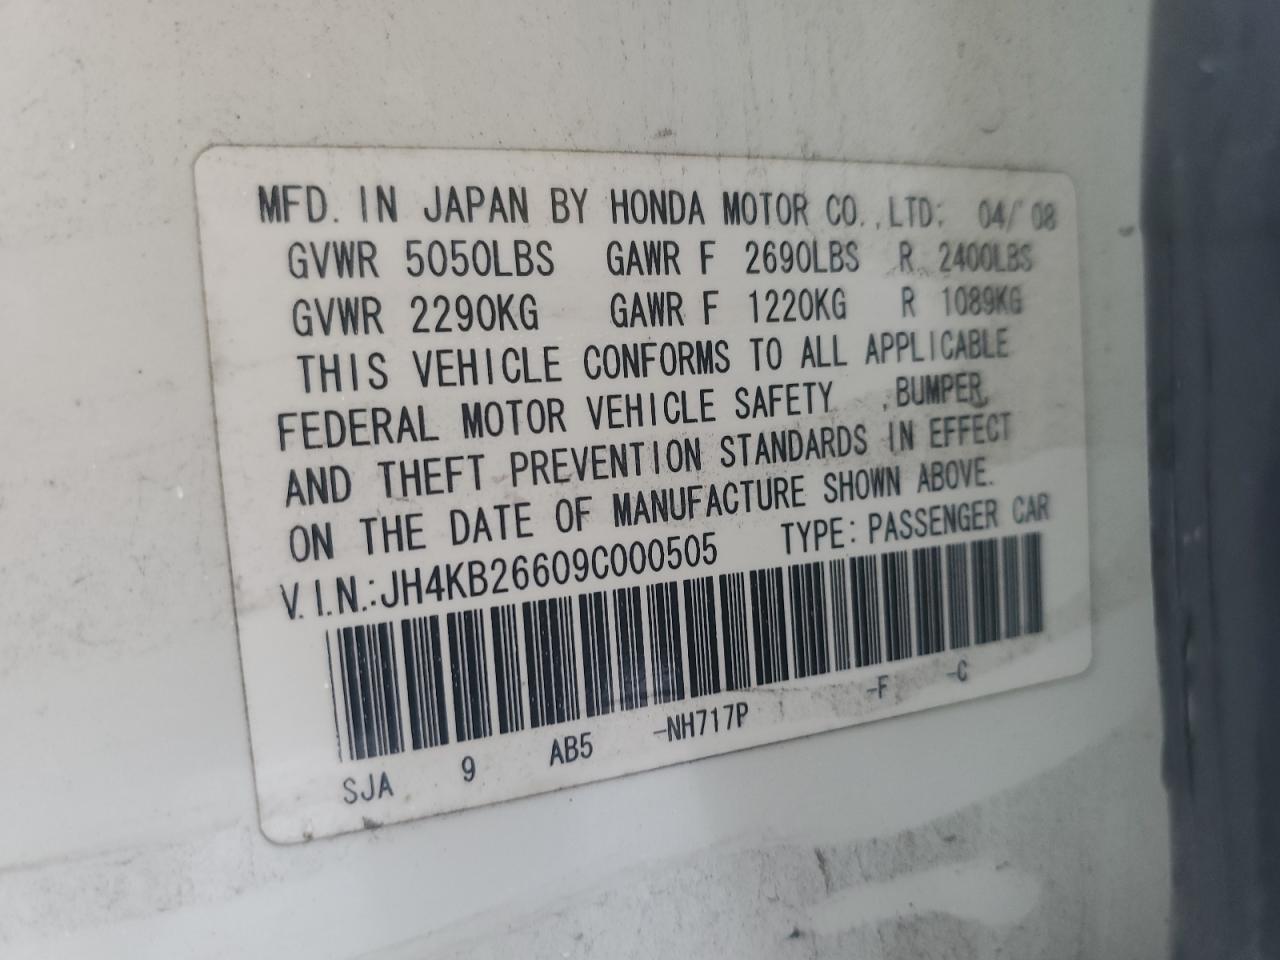 MFD. IN JAPAN BY HONDA MOTOR CO.,LTD: 04/ 08
GVWR 5050LBS GAWR F 2690LBS R 2400LBS
GVWR 2290KG GAWR F 1220KG R 1089KG
THIS VEHICLE CONFORMS TO ALL APPLICABLE
FEDERAL MOTOR VEHICLE SAFETY ,BUMPER,
AND THEFT PREVENTION STANDARDS IN EFFECT
ON THE DATE OF MANUFACTURE SHOWN ABOVE.
V.I.N.:JH4KB26609C000505 TYPE:PASSENGER CAR
SJA 9 AB5 -NH717P -F -C